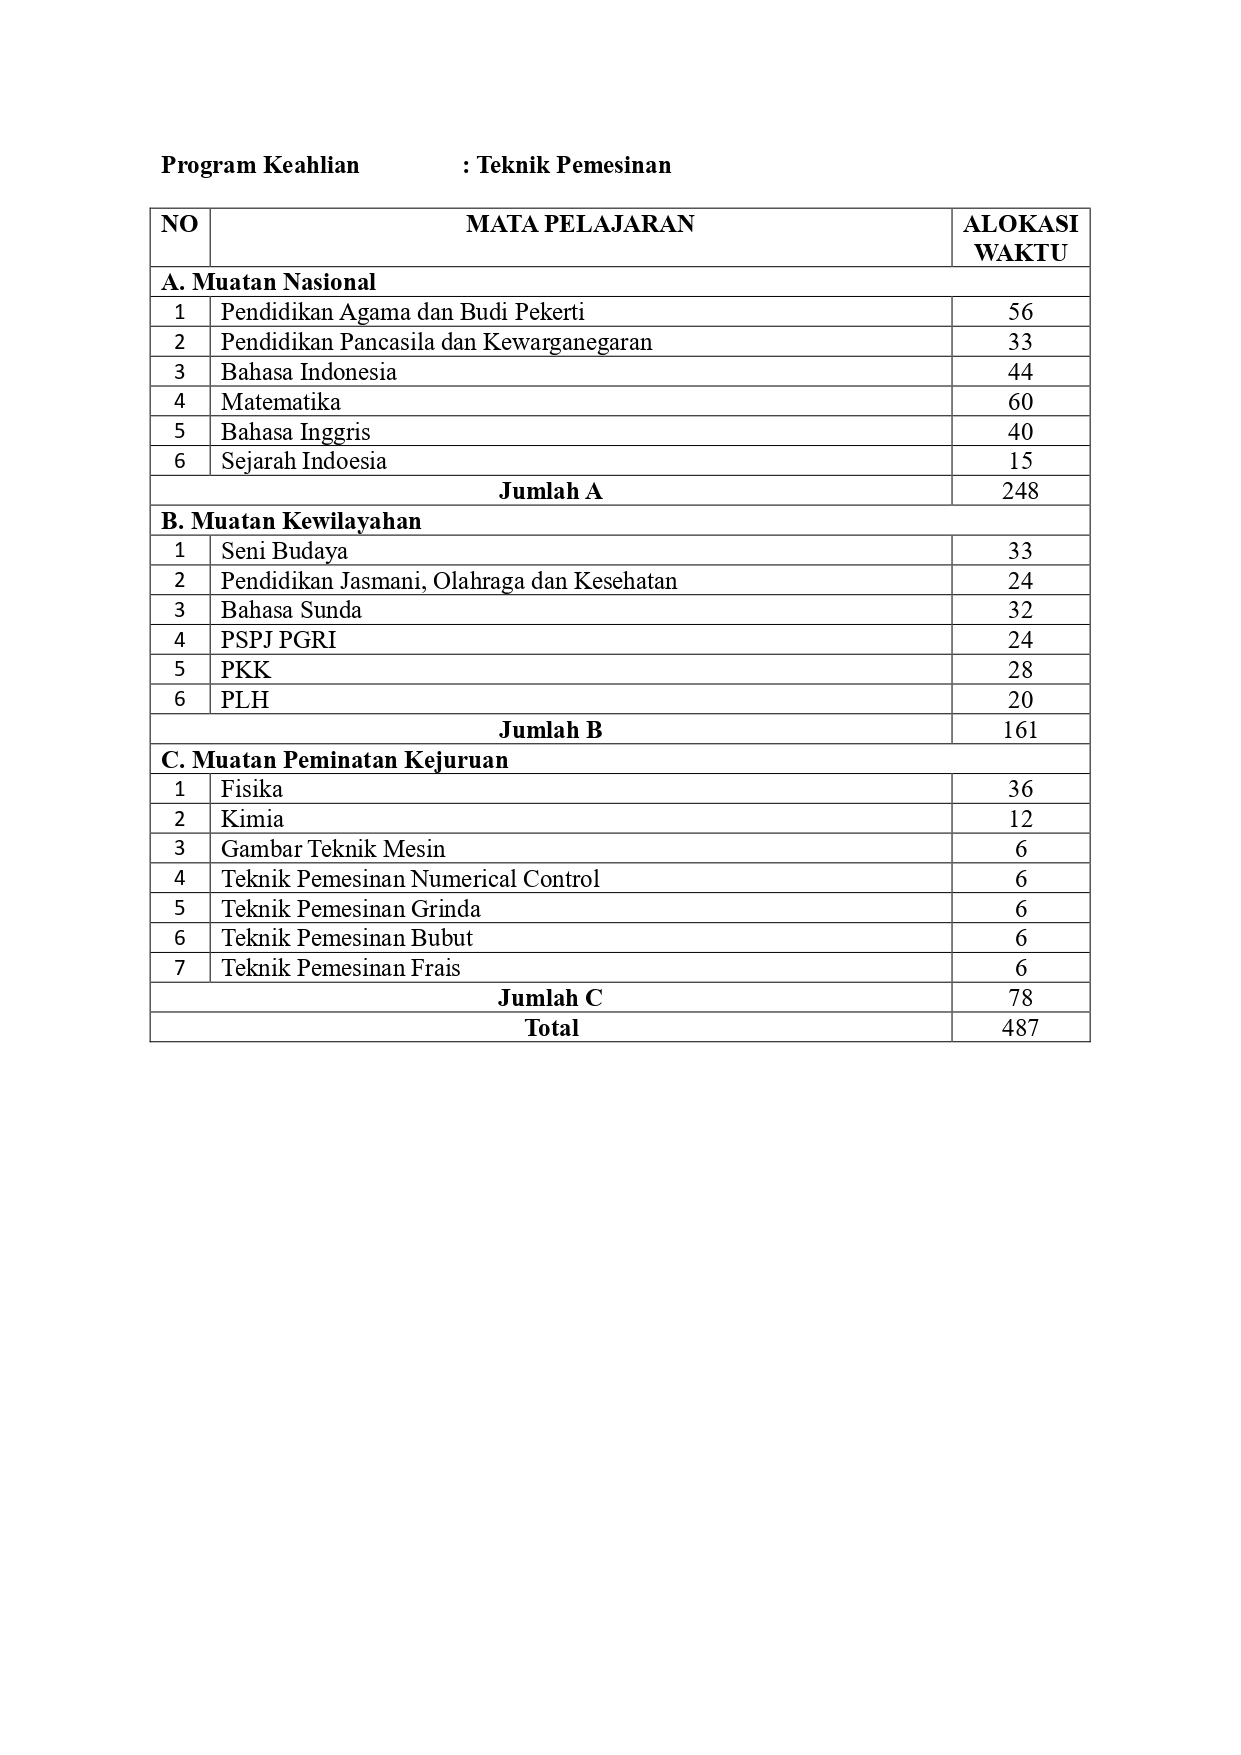 Program Keahlian : Teknik Pemesinan
NO MATA PELAJARAN ALOKASI
WAKTU
A. Muatan Nasional
1 Pendidikan Agama dan Budi Pekerti 56
2 Pendidikan Pancasila dan Kewarganegaran 33
3 Bahasa Indonesia 44
4 Matematika 60
5 Bahasa Inggris 40
6 Sejarah Indoesia 15
Jumlah A 248
B. Muatan Kewilayahan
1 Seni Budaya 33
2 Pendidikan Jasmani, Olahraga dan Kesehatan 24
3 Bahasa Sunda 32
4 PSPJ PGRI 24
5 PKK 28
6 PLH 20
Jumlah B 161
C. Muatan Peminatan Kejuruan
1 Fisika 36
2 Kimia 12
3 Gambar Teknik Mesin 6
4 Teknik Pemesinan Numerical Control 6
5 Teknik Pemesinan Grinda 6
6 Teknik Pemesinan Bubut 6
7 Teknik Pemesinan Frais 6
Jumlah C 78
Total 487